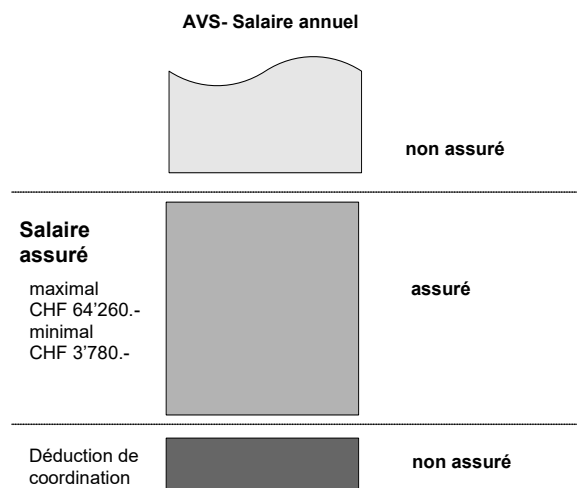 AVS- Salaire annuel
non assuré
Salaire
assuré
maximal
CHF 64'260.-
minimal
CHF 3'780.-
assuré
Déduction de
coordination
non assuré